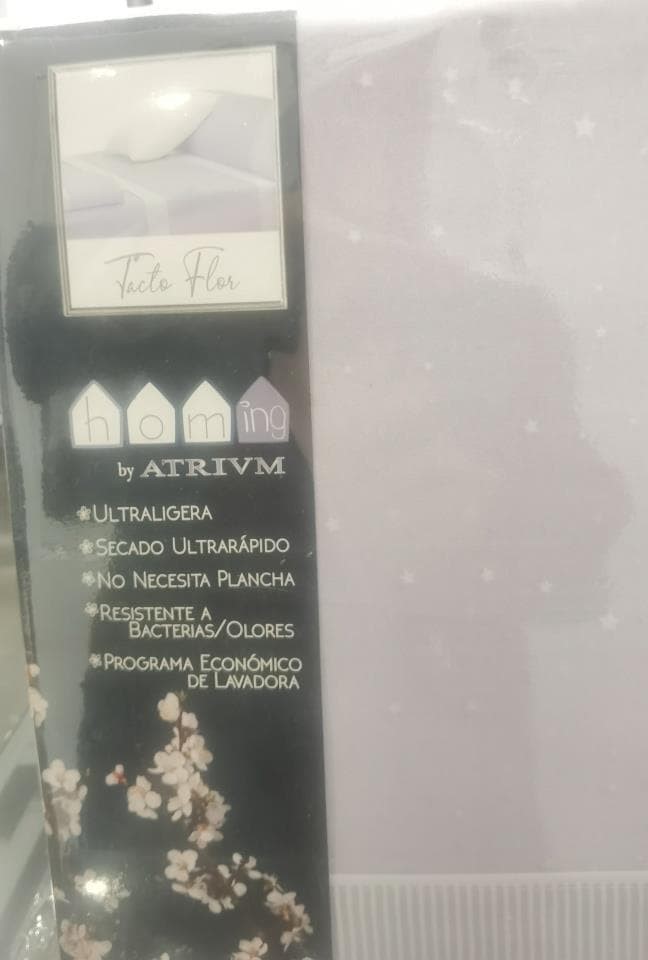 Tacto Flor
homing
by ATRIVM
ULTRALIGERA
SECADO ULTRARÁPIDO
NO NECESITA PLANCHA
RESISTENTE A
BACTERIAS/OLORES
PROGRAMA ECONÓMICO
DE LAVADORA